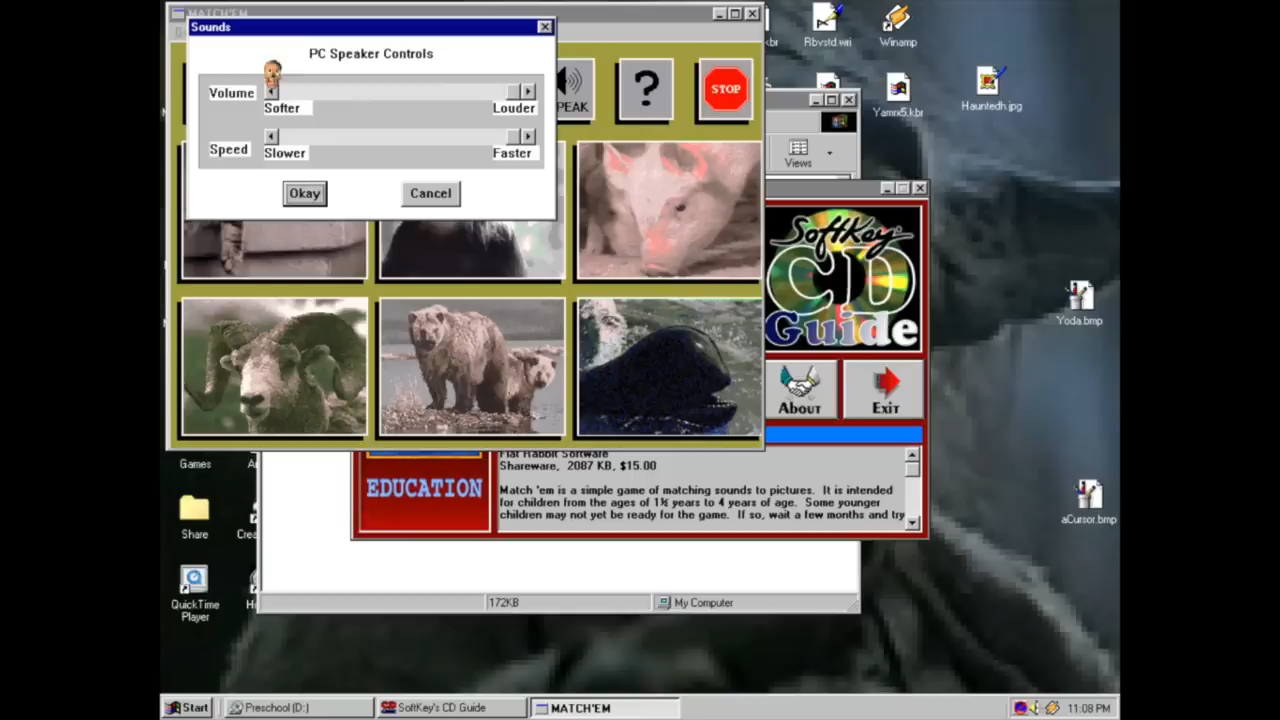 MATCH'EM
Sounds
PC Speaker Controls
Volume
Softer
Louder
Speed
Slower
Faster
Okay
Cancel
PEAK
?
STOP
kbr
Rbvstd.wri
Winamp
Yamrx5.kbr
Hauntedh.jpg
Views
SoftKey
CD
Guide
About
Exit
Yoda.bmp
aCursor.bmp
Flat Rabbit Software
Shareware, 2087 KB, $15.00
Match 'em is a simple game of matching sounds to pictures. It is intended
for children from the ages of 1½ years to 4 years of age. Some younger
children may not yet be ready for the game. If so, wait a few months and try
EDUCATION
Games
Share
Crea
QuickTime
Player
172KB
My Computer
Start
Preschool (D:)
SoftKey's CD Guide
MATCH'EM
11:08 PM